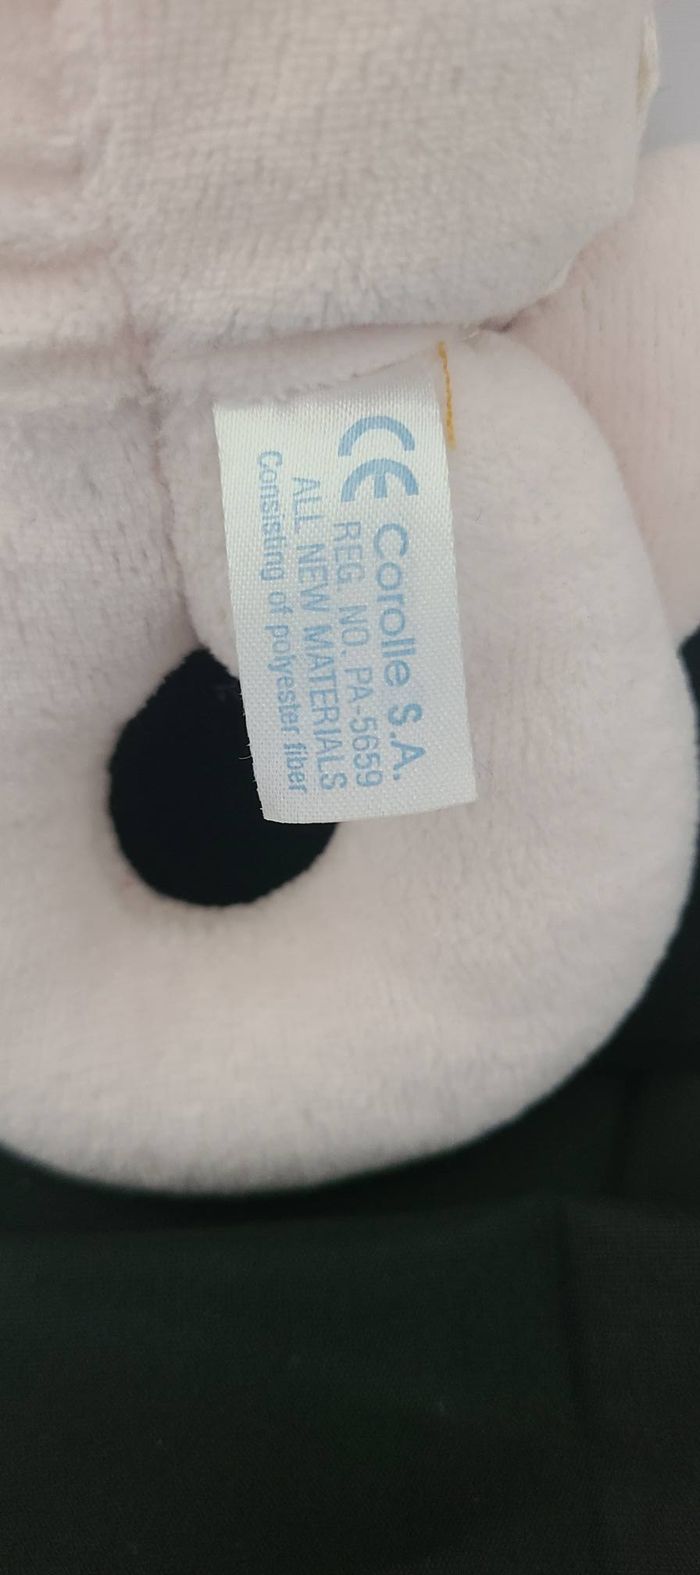 CE Corolle S.A.
REG. NO. PA-5659
ALL NEW MATERIALS
Consisting of polyester fiber